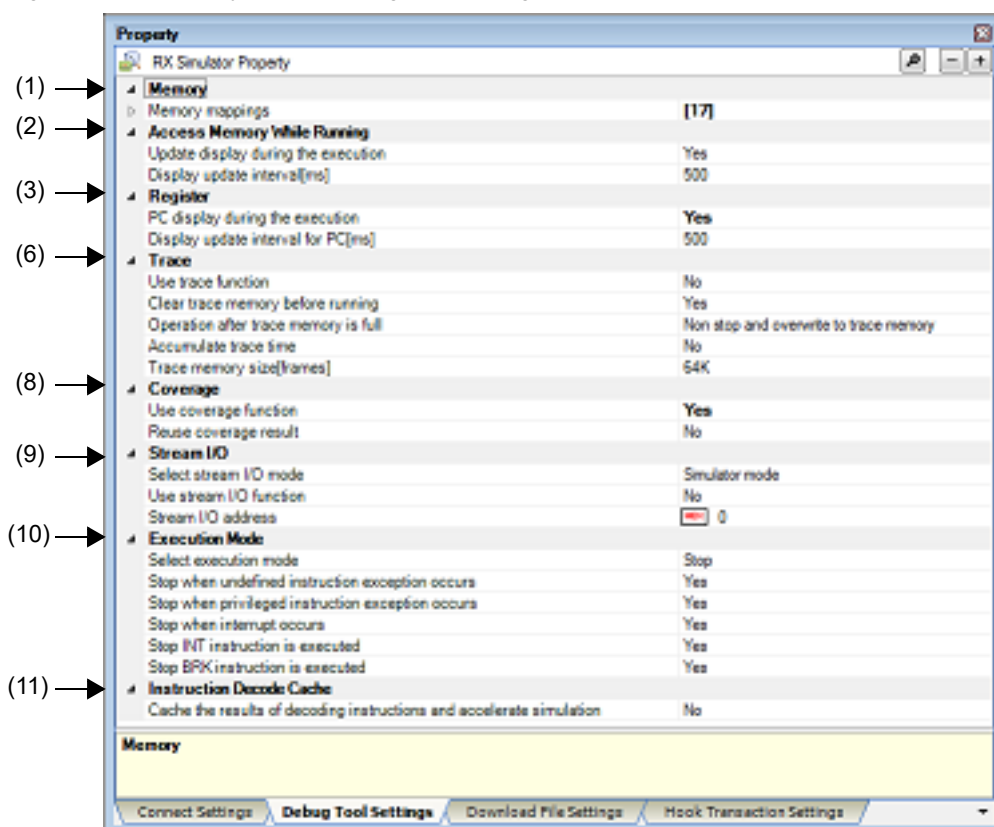 Property
RX Simulator Property
(1) Memory
Memory mappings [17]
(2) Access Memory While Running
Update display during the execution Yes
Display update interval[ms] 500
(3) Register
PC display during the execution Yes
Display update interval for PC[ms] 500
(6) Trace
Use trace function No
Clear trace memory before running Yes
Operation after trace memory is full Non stop and overwrite to trace memory
Accumulate trace time No
Trace memory size[frames] 64K
(8) Coverage
Use coverage function Yes
Reuse coverage result No
(9) Stream I/O
Select stream I/O mode Simulator mode
Use stream I/O function No
Stream I/O address 0
(10) Execution Mode
Select execution mode Stop
Stop when undefined instruction exception occurs Yes
Stop when privileged instruction exception occurs Yes
Stop when interrupt occurs Yes
Stop INT instruction is executed Yes
Stop BRK instruction is executed Yes
(11) Instruction Decode Cache
Cache the results of decoding instructions and accelerate simulation No
Memory
Connect Settings Debug Tool Settings Download File Settings Hook Transaction Settings